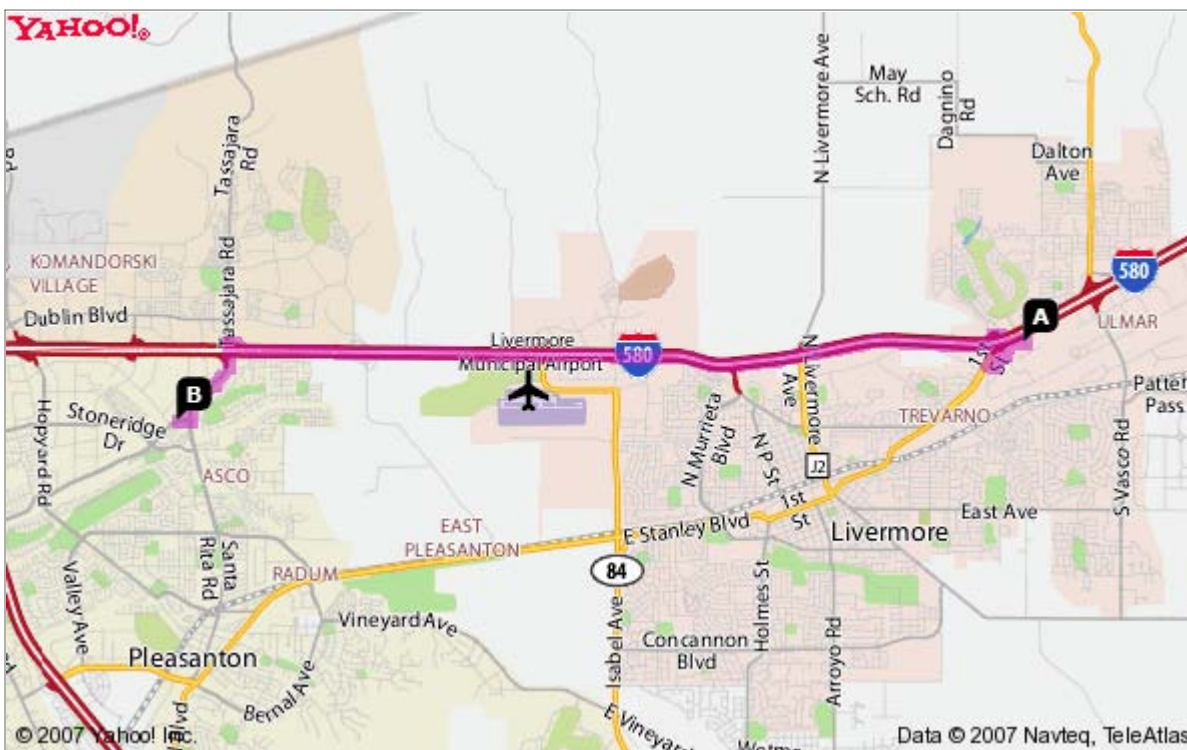 YAHOO!®
May
Sch. Rd
N Livermore Ave
Dagnino
Rd
Dalton
Ave
Tassajara
Rd
Tassajara Rd
KOMANDORSKI
VILLAGE
Dublin Blvd
580
A
ULMAR
Livermore
Municipal Airport
580
1st
St
N Livermore
Ave
B
Stoneridge
Dr
Hopyard Rd
TREVARNO
Patter
Pass
N Murrieta
Blvd
N P St
J2
S Vasco Rd
ASCO
1st
St
East Ave
EAST
PLEASANTON
E Stanley Blvd
Livermore
Santa
Rita Rd
RADUM
84
Valley Ave
Vineyard Ave
Isabel Ave
Holmes St
Concannon
Blvd
Arroyo Rd
Pleasanton
Bernal Ave
E Vineyar
Blvd
Wetmo
© 2007 Yahoo! Inc.
Data © 2007 Navteq, TeleAtlas